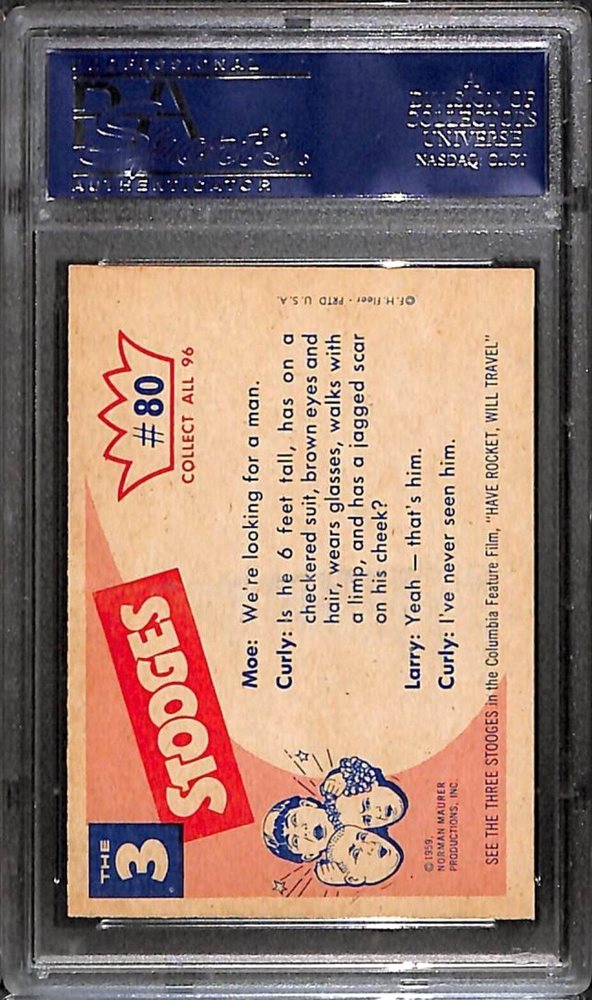 PROFESSIONAL
PSA
AUTHENTICATOR
A
DIVISION OF
COLLECTORS
UNIVERSE
NASDAQ: CLCT
THE
3
STOOGES
#80
COLLECT ALL 96
Moe: We're looking for a man.
Curly: Is he 6 feet tall, has on a
checkered suit, brown eyes and
hair, wears glasses, walks with
a limp, and has a jagged scar
on his cheek?
Larry: Yeah — that's him.
Curly: I've never seen him.
© 1959,
NORMAN MAURER
PRODUCTIONS, INC.
SEE THE THREE STOOGES in the Columbia Feature Film, "HAVE ROCKET, WILL TRAVEL"
©F.H. Fleer - PRTD U.S.A.